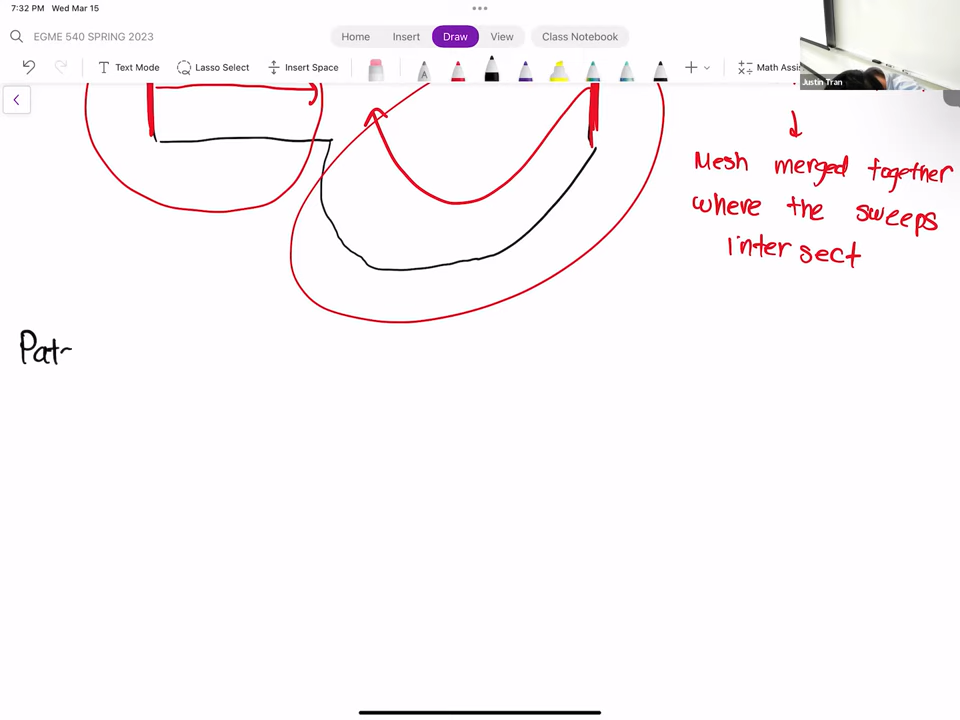 7:32 PM Wed Mar 15
EGME 540 SPRING 2023
Home Insert Draw View Class Notebook
Text Mode Lasso Select Insert Space Math Assis
Justin Tran
Mesh merged together
where the sweeps
intersect
Pat